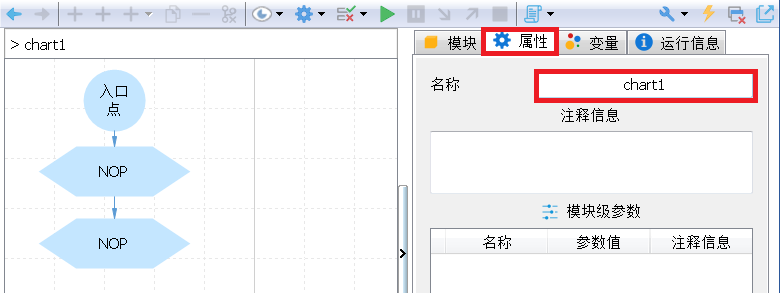 > chart1
入口
点
NOP
NOP
模块 属性 变量 运行信息
名称 chart1
注释信息
模块级参数
名称 参数值 注释信息